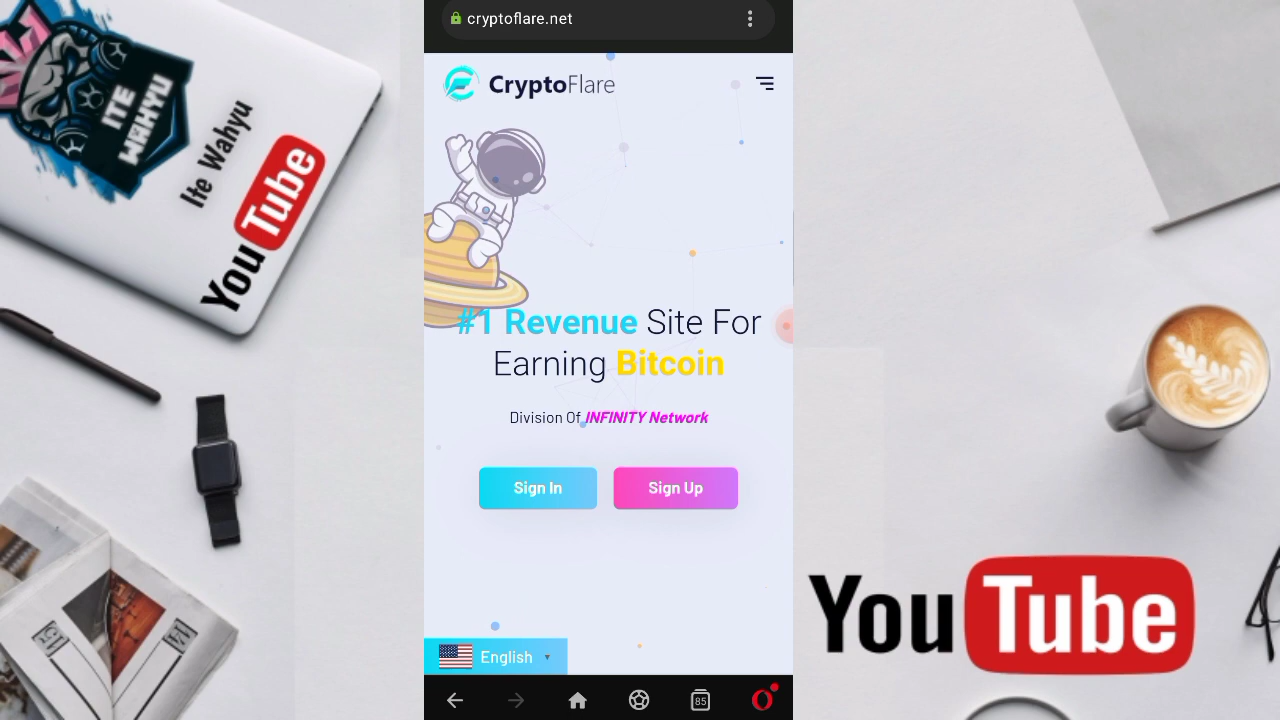 ITE
WAHYU
Ite Wahyu
YouTube
cryptoflare.net
CryptoFlare
#1 Revenue Site For
Earning Bitcoin
Division Of INFINITY Network
Sign In
Sign Up
English
85
YouTube